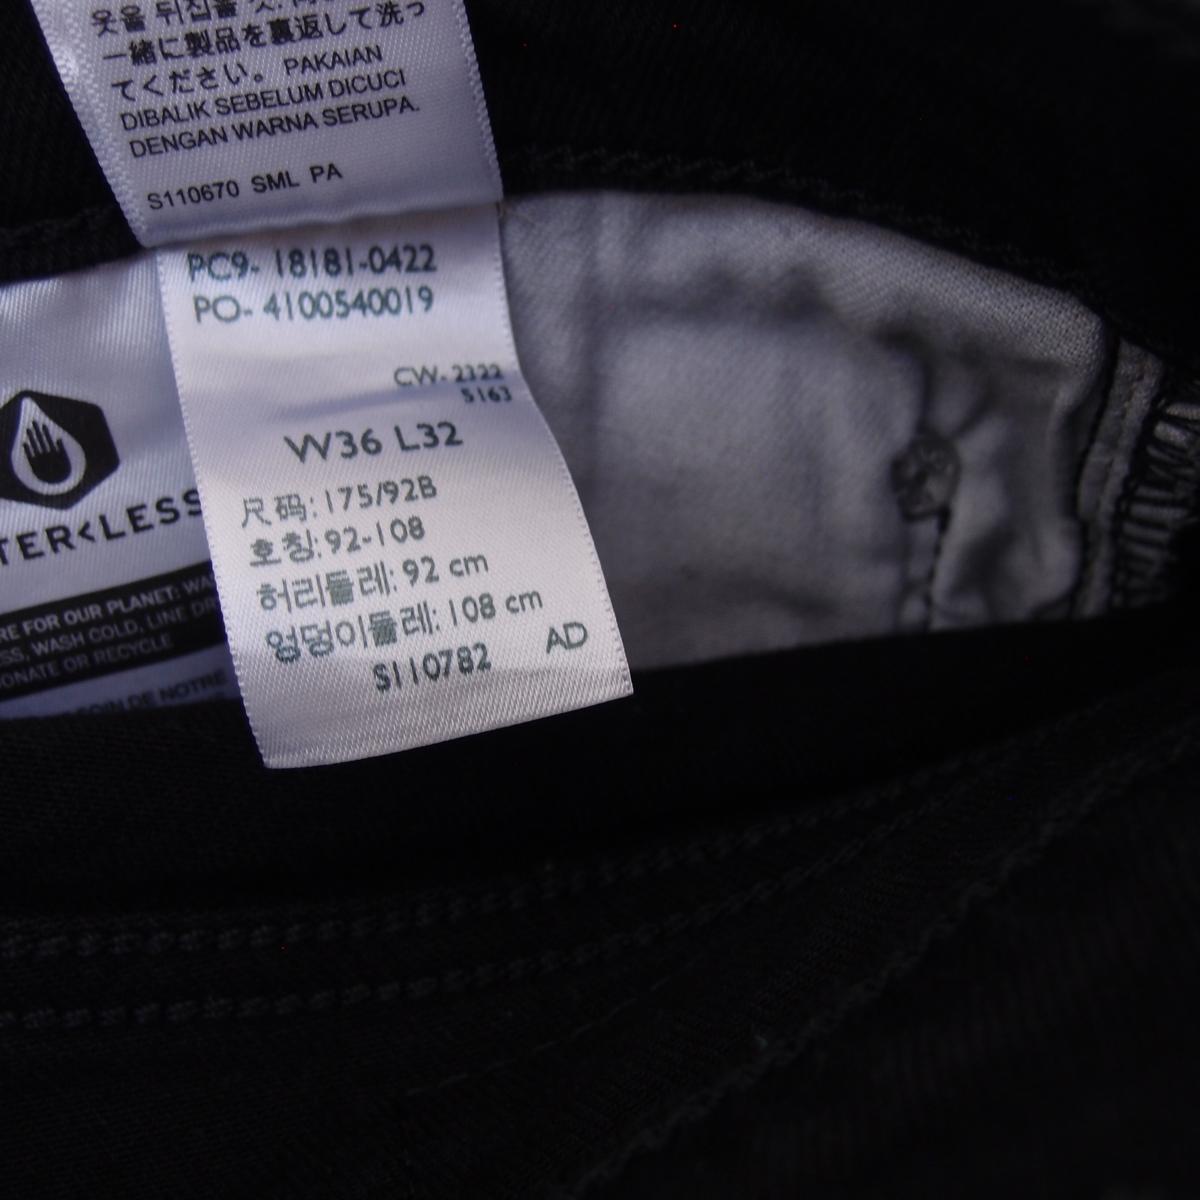 옷을 뒤집을 것.
一緒に製品を裏返して洗っ
てください。 PAKAIAN
DIBALIK SEBELUM DICUCI
DENGAN WARNA SERUPA.
S110670 SML PA
PC9- 18181-0422
PO- 4100540019
CW- 2322
5163
W36 L32
尺码: 175/92B
호칭: 92-108
허리둘레: 92 cm
엉덩이둘레: 108 cm
S110782 AD
TER<LESS
RE FOR OUR PLANET: WA
SS, WASH COLD, LINE DR
ONATE OR RECYCLE
SOIN DE NOTRE